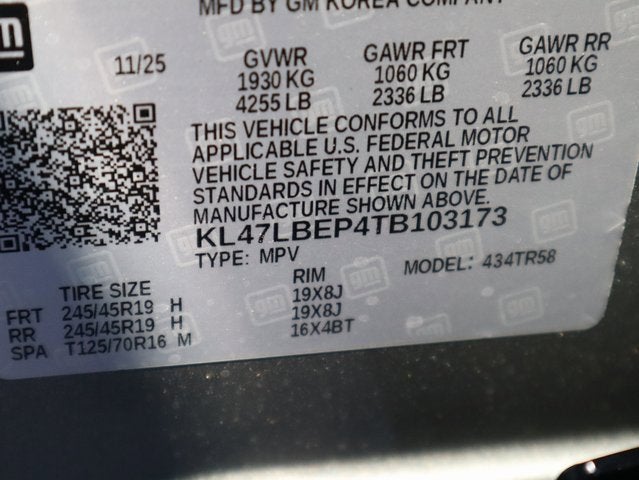 gm
MFD BY GM KOREA COMPANY
11/25 GVWR GAWR FRT GAWR RR
1930 KG 1060 KG 1060 KG
4255 LB 2336 LB 2336 LB
THIS VEHICLE CONFORMS TO ALL
APPLICABLE U.S. FEDERAL MOTOR
VEHICLE SAFETY AND THEFT PREVENTION
STANDARDS IN EFFECT ON THE DATE OF
MANUFACTURE SHOWN ABOVE.
KL47LBEP4TB103173
TYPE: MPV MODEL: 434TR58
TIRE SIZE RIM
FRT 245/45R19 H 19X8J
RR 245/45R19 H 19X8J
SPA T125/70R16 M 16X4BT